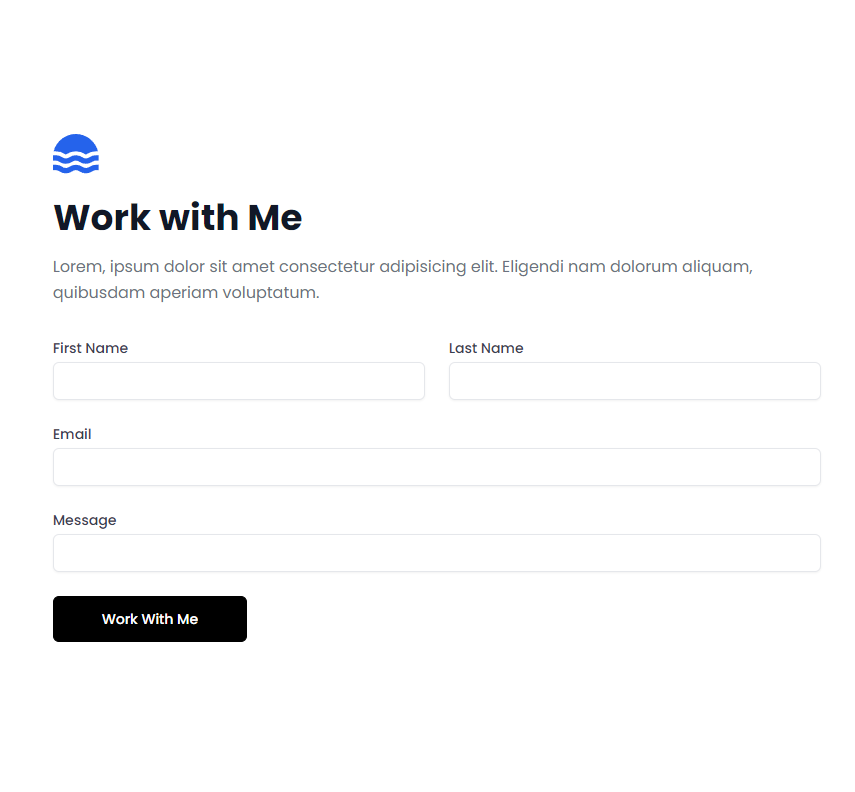 Work with Me
Lorem, ipsum dolor sit amet consectetur adipisicing elit. Eligendi nam dolorum aliquam,
quibusdam aperiam voluptatum.
First Name
Last Name
Email
Message
Work With Me